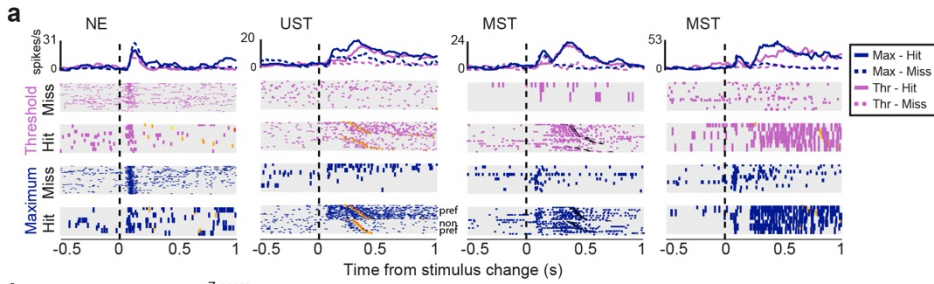 a
NE
UST
MST
MST
spikes/s
31
0
20
0
24
0
53
0
Max - Hit
Max - Miss
Thr - Hit
Thr - Miss
Threshold
Miss
Hit
Maximum
Miss
Hit
pref
non
pref
-0.5 0 0.5 1
-0.5 0 0.5 1
-0.5 0 0.5 1
-0.5 0 0.5 1
Time from stimulus change (s)